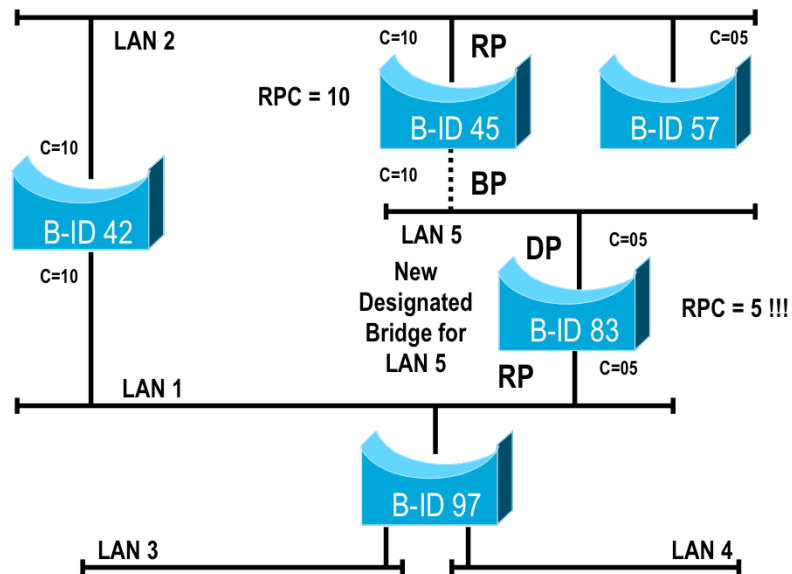 LAN 2
C=10
RP
C=05
RPC = 10
B-ID 45
B-ID 57
C=10
C=10
BP
B-ID 42
LAN 5
DP
C=05
C=10
New
Designated
Bridge for
LAN 5
B-ID 83
RPC = 5 !!!
RP
C=05
LAN 1
B-ID 97
LAN 3
LAN 4